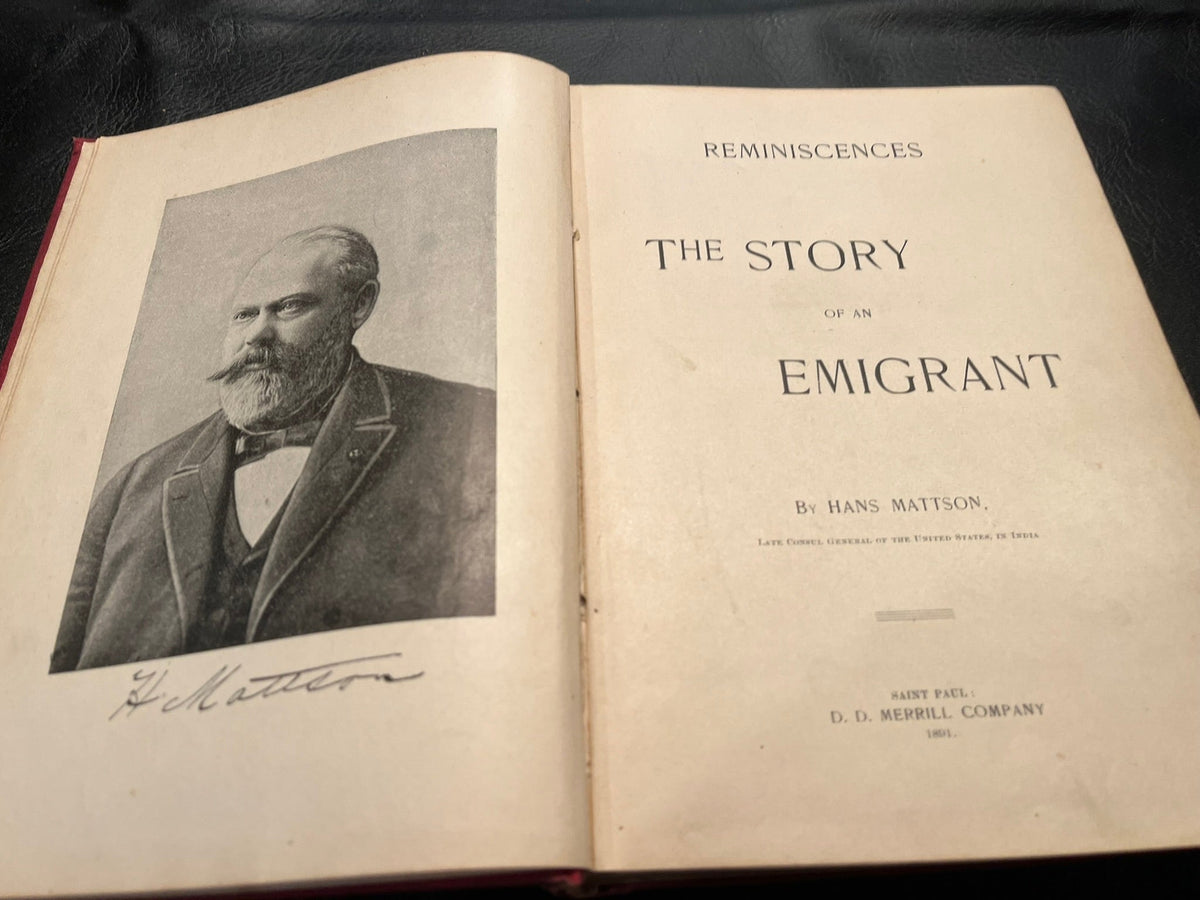 H. Mattson
REMINISCENCES
THE STORY
OF AN
EMIGRANT
BY HANS MATTSON,
LATE CONSUL GENERAL OF THE UNITED STATES, IN INDIA
SAINT PAUL:
D. D. MERRILL COMPANY
1891.